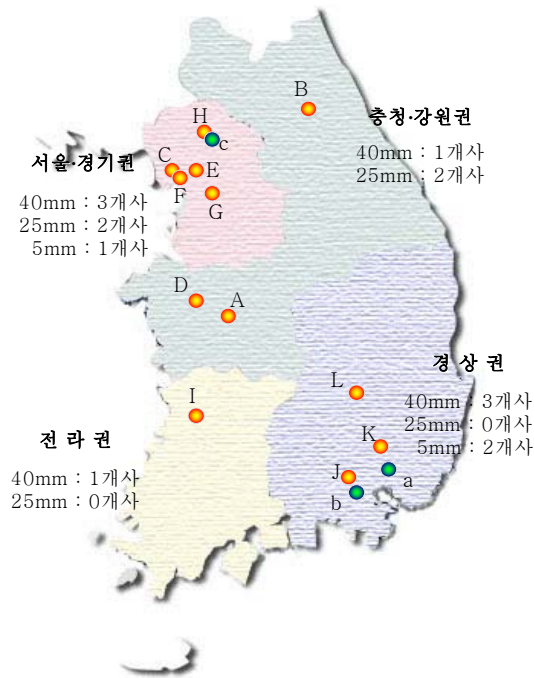 B
충청·강원권
40mm : 1개사
25mm : 2개사
H
c
서울·경기권
40mm : 3개사
25mm : 2개사
5mm : 1개사
C
E
F
G
D
A
경 상 권
40mm : 3개사
25mm : 0개사
5mm : 2개사
L
K
J
a
b
I
전 라 권
40mm : 1개사
25mm : 0개사